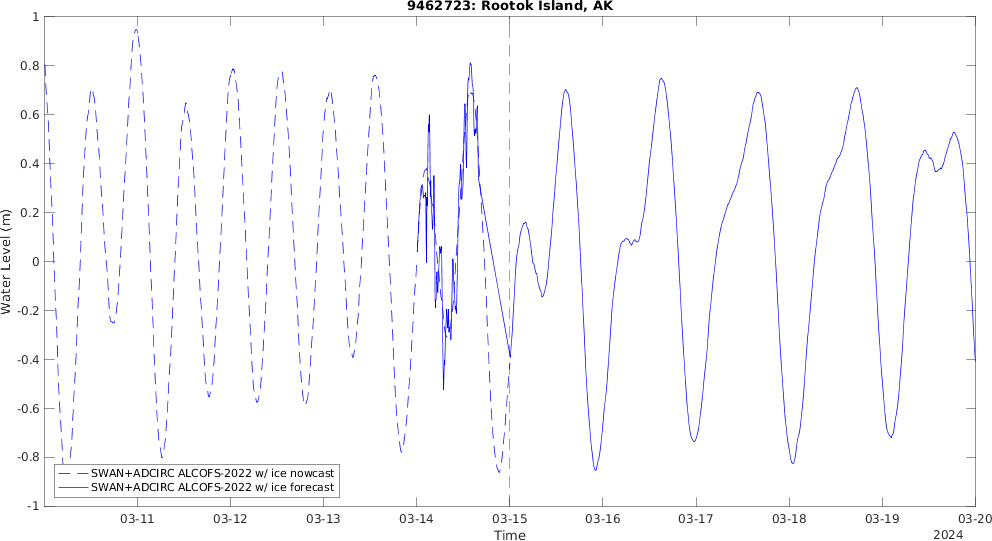 9462723: Rootok Island, AK
1
0.8
0.6
0.4
0.2
0
-0.2
-0.4
-0.6
-0.8
-1
Water Level (m)
SWAN+ADCIRC ALCOFS-2022 w/ ice nowcast
SWAN+ADCIRC ALCOFS-2022 w/ ice forecast
03-11 03-12 03-13 03-14 03-15 03-16 03-17 03-18 03-19 03-20
Time
2024